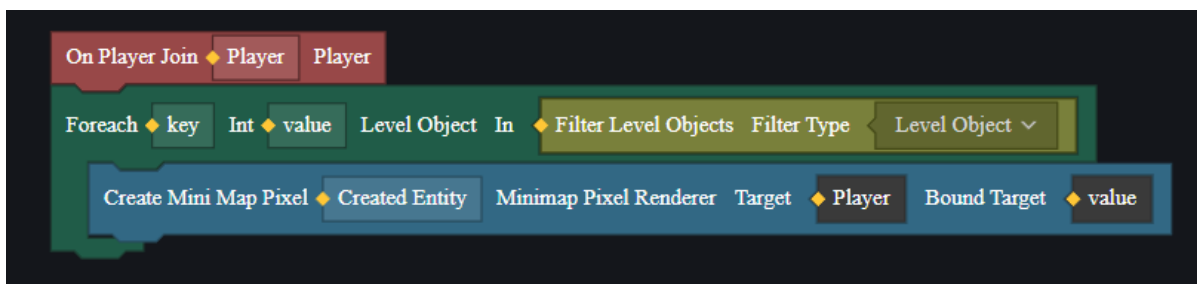 On Player Join Player Player
Foreach key Int value Level Object In Filter Level Objects Filter Type Level Object
Create Mini Map Pixel Created Entity Minimap Pixel Renderer Target Player Bound Target value